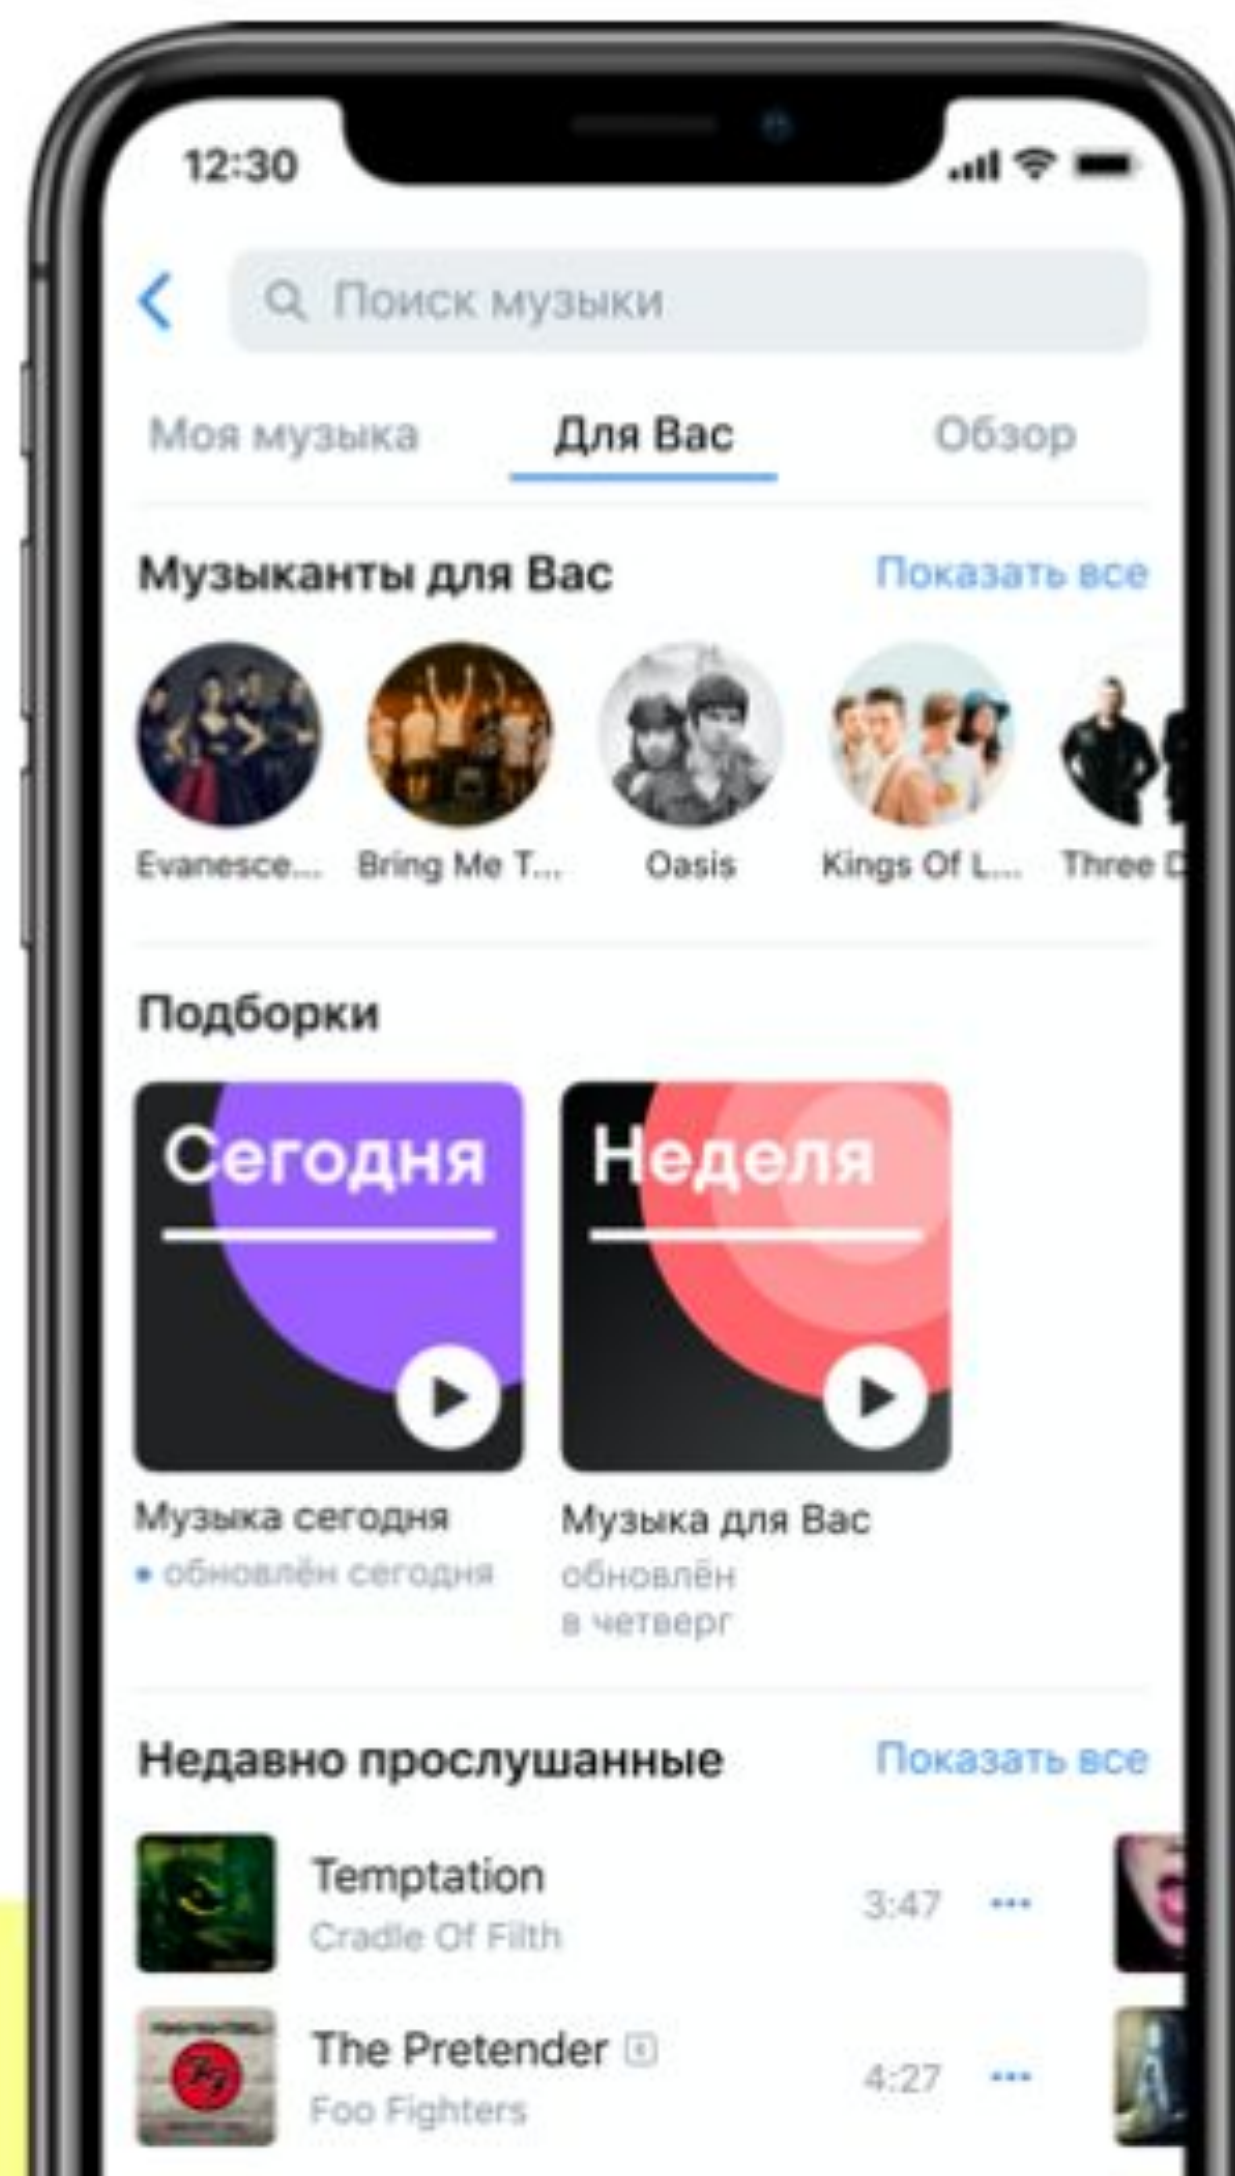 12:30
Поиск музыки
Моя музыка Для Вас Обзор
Музыканты для Вас Показать все
Evanesce... Bring Me T... Oasis Kings Of L... Three D
Подборки
Сегодня Неделя
Музыка сегодня Музыка для Вас
• обновлён сегодня обновлён
в четверг
Недавно прослушанные Показать все
Temptation
3:47 •••
Cradle Of Filth
The Pretender
4:27 •••
Foo Fighters